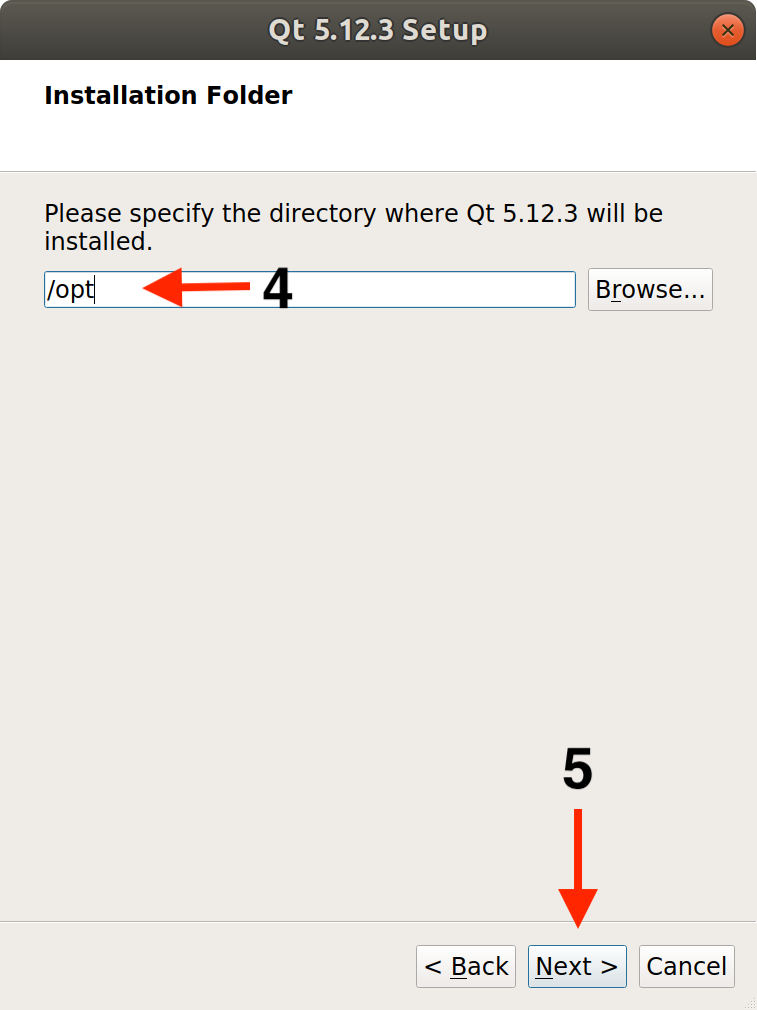 Qt 5.12.3 Setup
Installation Folder
Please specify the directory where Qt 5.12.3 will be
installed.
/opt 4 Browse...
5
< Back Next > Cancel